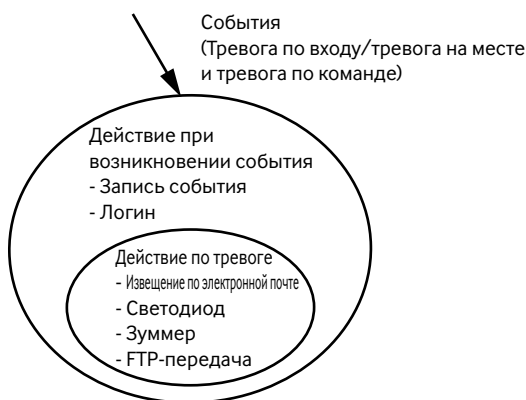 События
(Тревога по входу/тревога на месте
и тревога по команде)
Действие при
возникновении события
- Запись события
- Логин
Действие по тревоге
- Извещение по электронной почте
- Светодиод
- Зуммер
- FTP-передача